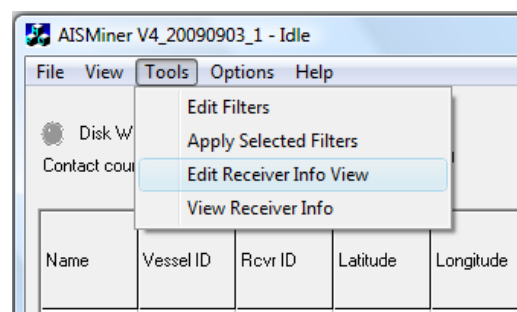 AISMiner V4_20090903_1 - Idle
File View Tools Options Help
Edit Filters
Disk W
Apply Selected Filters
Contact cou
Edit Receiver Info View
View Receiver Info
Name Vessel ID Rcvr ID Latitude Longitude